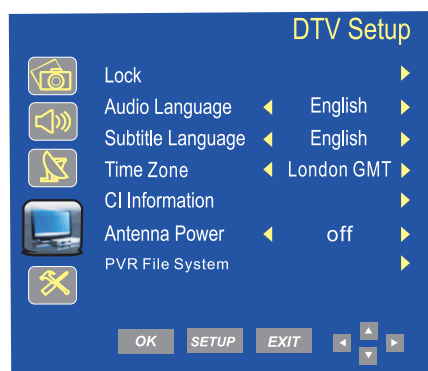 DTV Setup
Lock
Audio Language English
Subtitle Language English
Time Zone London GMT
CI Information
Antenna Power off
PVR File System
OK SETUP EXIT